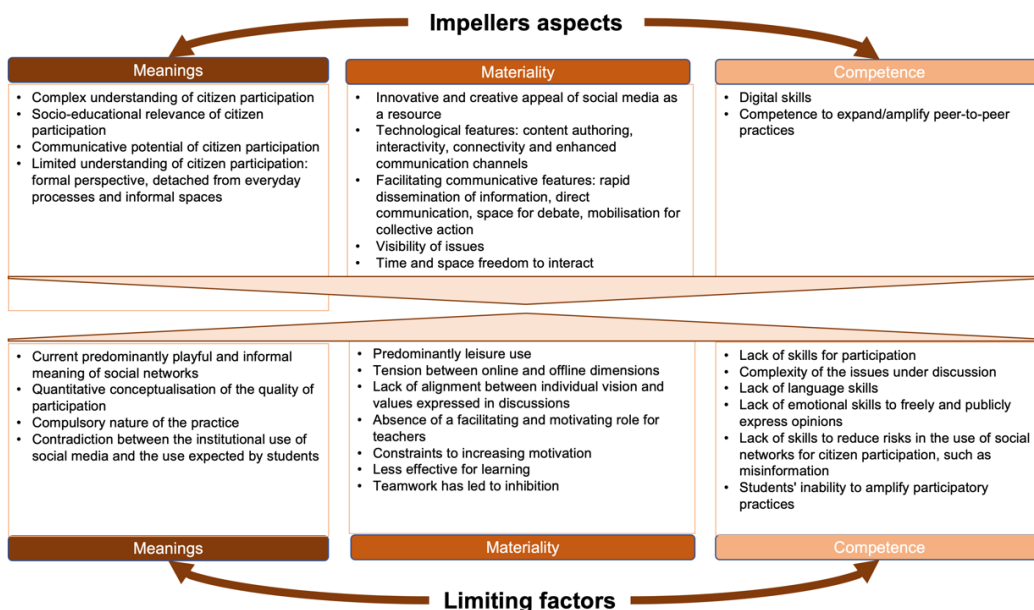 Impellers aspects
Meanings
• Complex understanding of citizen participation
• Socio-educational relevance of citizen
participation
• Communicative potential of citizen participation
• Limited understanding of citizen participation:
formal perspective, detached from everyday
processes and informal spaces
Materiality
• Innovative and creative appeal of social media as
a resource
• Technological features: content authoring,
interactivity, connectivity and enhanced
communication channels
• Facilitating communicative features: rapid
dissemination of information, direct
communication, space for debate, mobilisation for
collective action
• Visibility of issues
• Time and space freedom to interact
Competence
• Digital skills
• Competence to expand/amplify peer-to-peer
practices
• Current predominantly playful and informal
meaning of social networks
• Quantitative conceptualisation of the quality of
participation
• Compulsory nature of the practice
• Contradiction between the institutional use of
social media and the use expected by students
Meanings
• Predominantly leisure use
• Tension between online and offline dimensions
• Lack of alignment between individual vision and
values expressed in discussions
• Absence of a facilitating and motivating role for
teachers
• Constraints to increasing motivation
• Less effective for learning
• Teamwork has led to inhibition
Materiality
• Lack of skills for participation
• Complexity of the issues under discussion
• Lack of language skills
• Lack of emotional skills to freely and publicly
express opinions
• Lack of skills to reduce risks in the use of social
networks for citizen participation, such as
misinformation
• Students' inability to amplify participatory
practices
Competence
Limiting factors